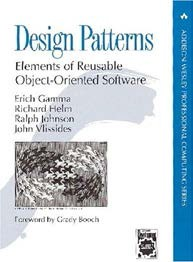 Design Patterns
Elements of Reusable
Object-Oriented Software
Erich Gamma
Richard Helm
Ralph Johnson
John Vlissides
Foreword by Grady Booch
ADDISON-WESLEY PROFESSIONAL COMPUTING SERIES